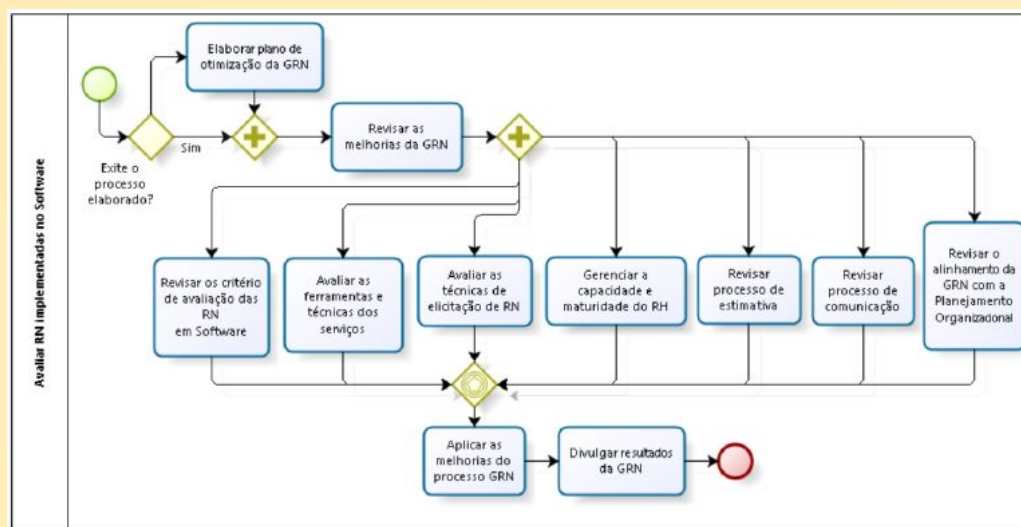 Avaliar RN implementadas no Software
Elaborar plano de
otimização da GRN
Exite o
processo
elaborado?
Sim
Revisar as
melhorias da GRN
Revisar os critério
de avaliação das
RN
em Software
Avaliar as
ferramentas e
técnicas dos
serviços
Avaliar as
técnicas de
elicitação de RN
Gerenciar a
capacidade e
maturidade do RH
Revisar
processo de
estimativa
Revisar
processo de
comunicação
Revisar o
alinhamento da
GRN com a
Planejamento
Organizacional
Aplicar as
melhorias do
processo GRN
Divulgar resultados
da GRN